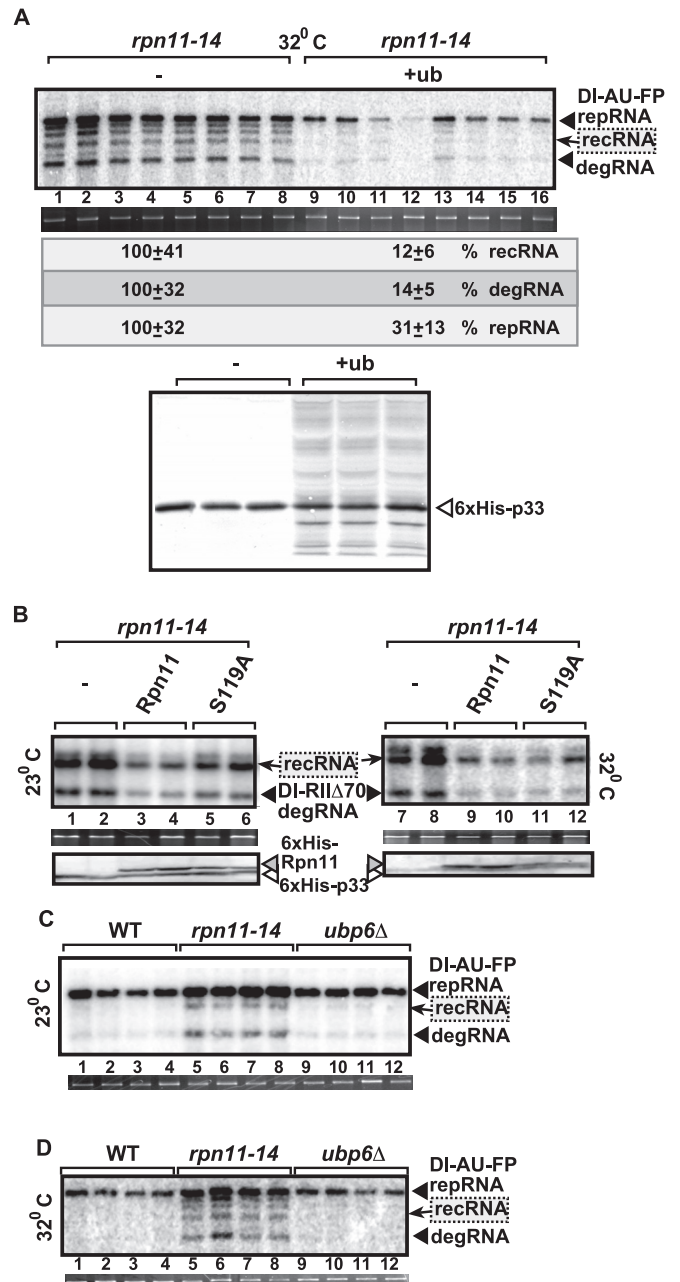 A
rpn11-14 32⁰ C rpn11-14
- +ub
DI-AU-FP
repRNA
recRNA
degRNA
1 2 3 4 5 6 7 8 9 10 11 12 13 14 15 16
100±41 12±6 % recRNA
100±32 14±5 % degRNA
100±32 31±13 % repRNA
- +ub
6xHis-p33
B
rpn11-14 rpn11-14
- Rpn11 S119A - Rpn11 S119A
23⁰ C recRNA 32⁰ C
DI-RIIΔ70
degRNA
1 2 3 4 5 6 7 8 9 10 11 12
6xHis-
Rpn11
6xHis-p33
C
WT rpn11-14 ubp6Δ
23⁰ C
DI-AU-FP
repRNA
recRNA
degRNA
1 2 3 4 5 6 7 8 9 10 11 12
D
WT rpn11-14 ubp6Δ
32⁰ C
DI-AU-FP
repRNA
recRNA
degRNA
1 2 3 4 5 6 7 8 9 10 11 12